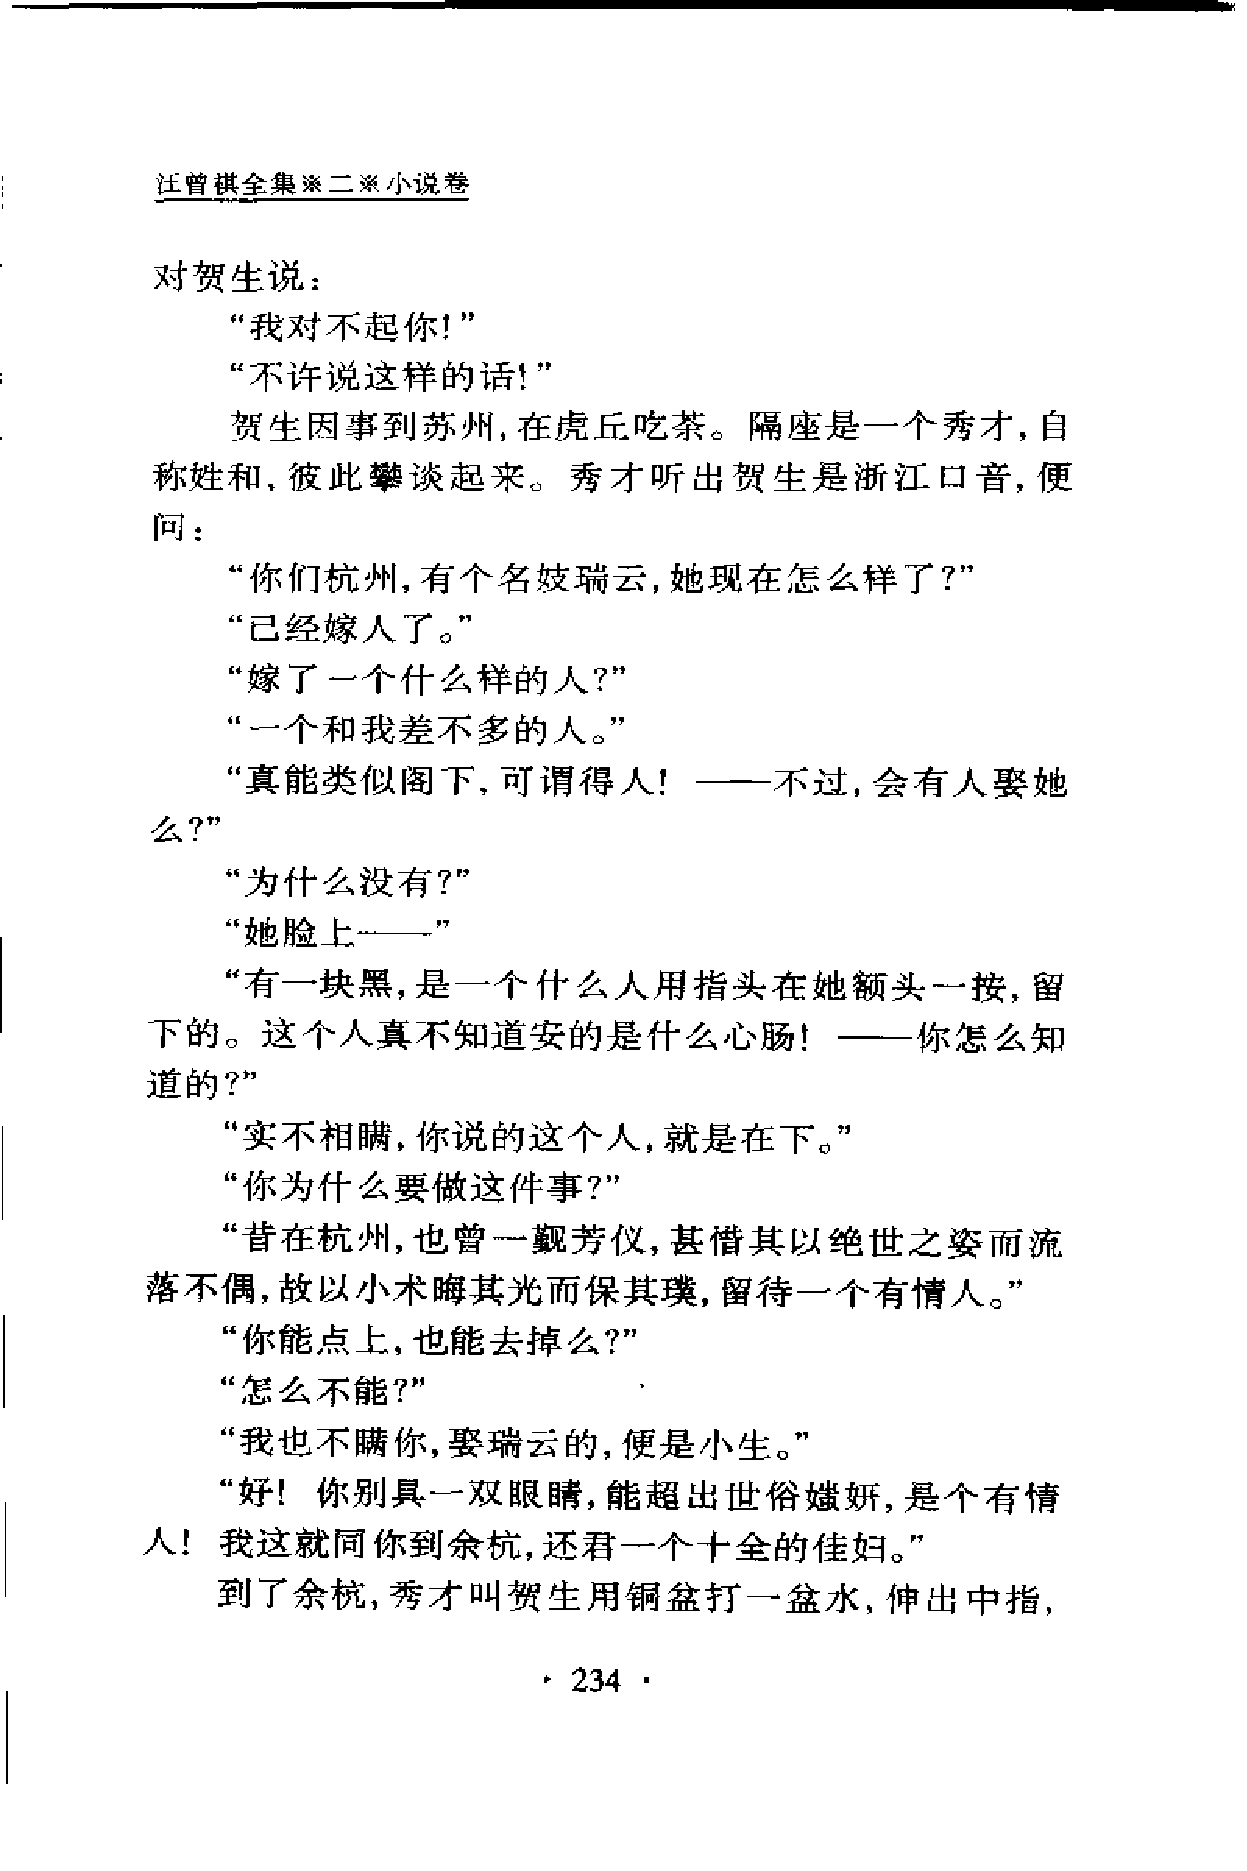 汪曾祺全集※二※小说卷
对贺生说：
“我对不起你！”
“不许说这样的话！”
贺生因事到苏州，在虎丘吃茶。隔座是一个秀才，自
称姓和，彼此攀谈起来。秀才听出贺生是浙江口音，便
问：
“你们杭州，有个名妓瑞云，她现在怎么样了？”
“已经嫁人了。”
“嫁了一个什么样的人？”
“一个和我差不多的人。”
“真能类似阁下，可谓得人！——不过，会有人娶她
么？”
“为什么没有？”
“她脸上——”
“有一块黑，是一个什么人用指头在她额头一按，留
下的。这个人真不知道安的是什么心肠！——你怎么知
道的？”
“实不相瞒，你说的这个人，就是在下。”
“你为什么要做这件事？”
“昔在杭州，也曾一觐芳仪，甚惜其以绝世之姿而流
落不偶，故以小术晦其光而保其璞，留待一个有情人。”
“你能点上，也能去掉么？”
“怎么不能？”
“我也不瞒你，娶瑞云的，便是小生。”
“好！你别具一双眼睛，能超出世俗媸妍，是个有情
人！我这就同你到余杭，还君一个十全的佳妇。”
到了余杭，秀才叫贺生用铜盆打一盆水，伸出中指，
· 234 ·